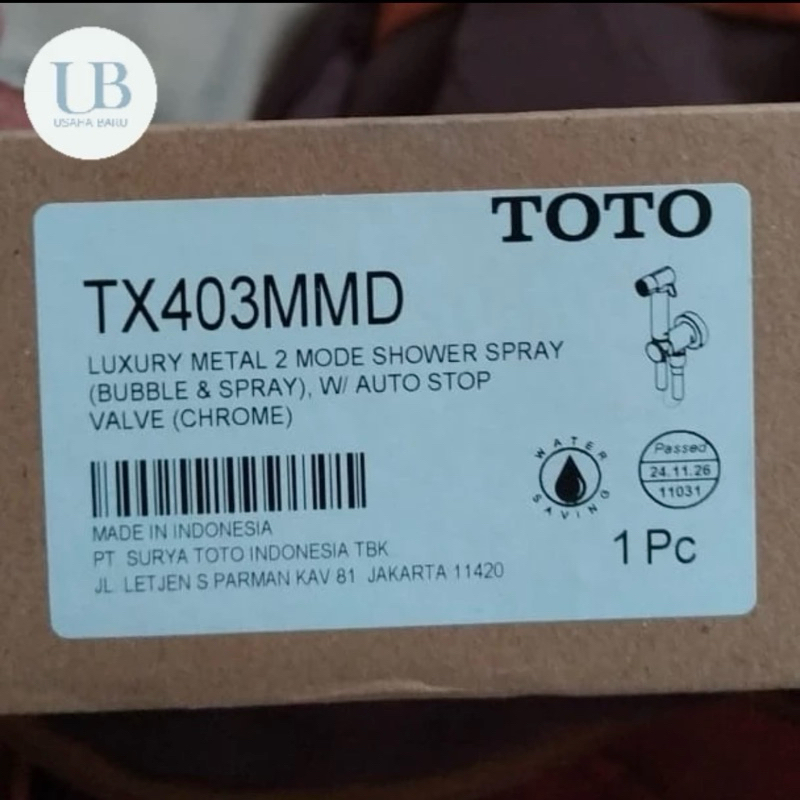 UB
USAHA BARU
TOTO
TX403MMD
LUXURY METAL 2 MODE SHOWER SPRAY
(BUBBLE & SPRAY), W/ AUTO STOP
VALVE (CHROME)
WATER
SAVING
Passed
24.11.26
11031
MADE IN INDONESIA
PT SURYA TOTO INDONESIA TBK
JL. LETJEN S PARMAN KAV 81 JAKARTA 11420
1 Pc